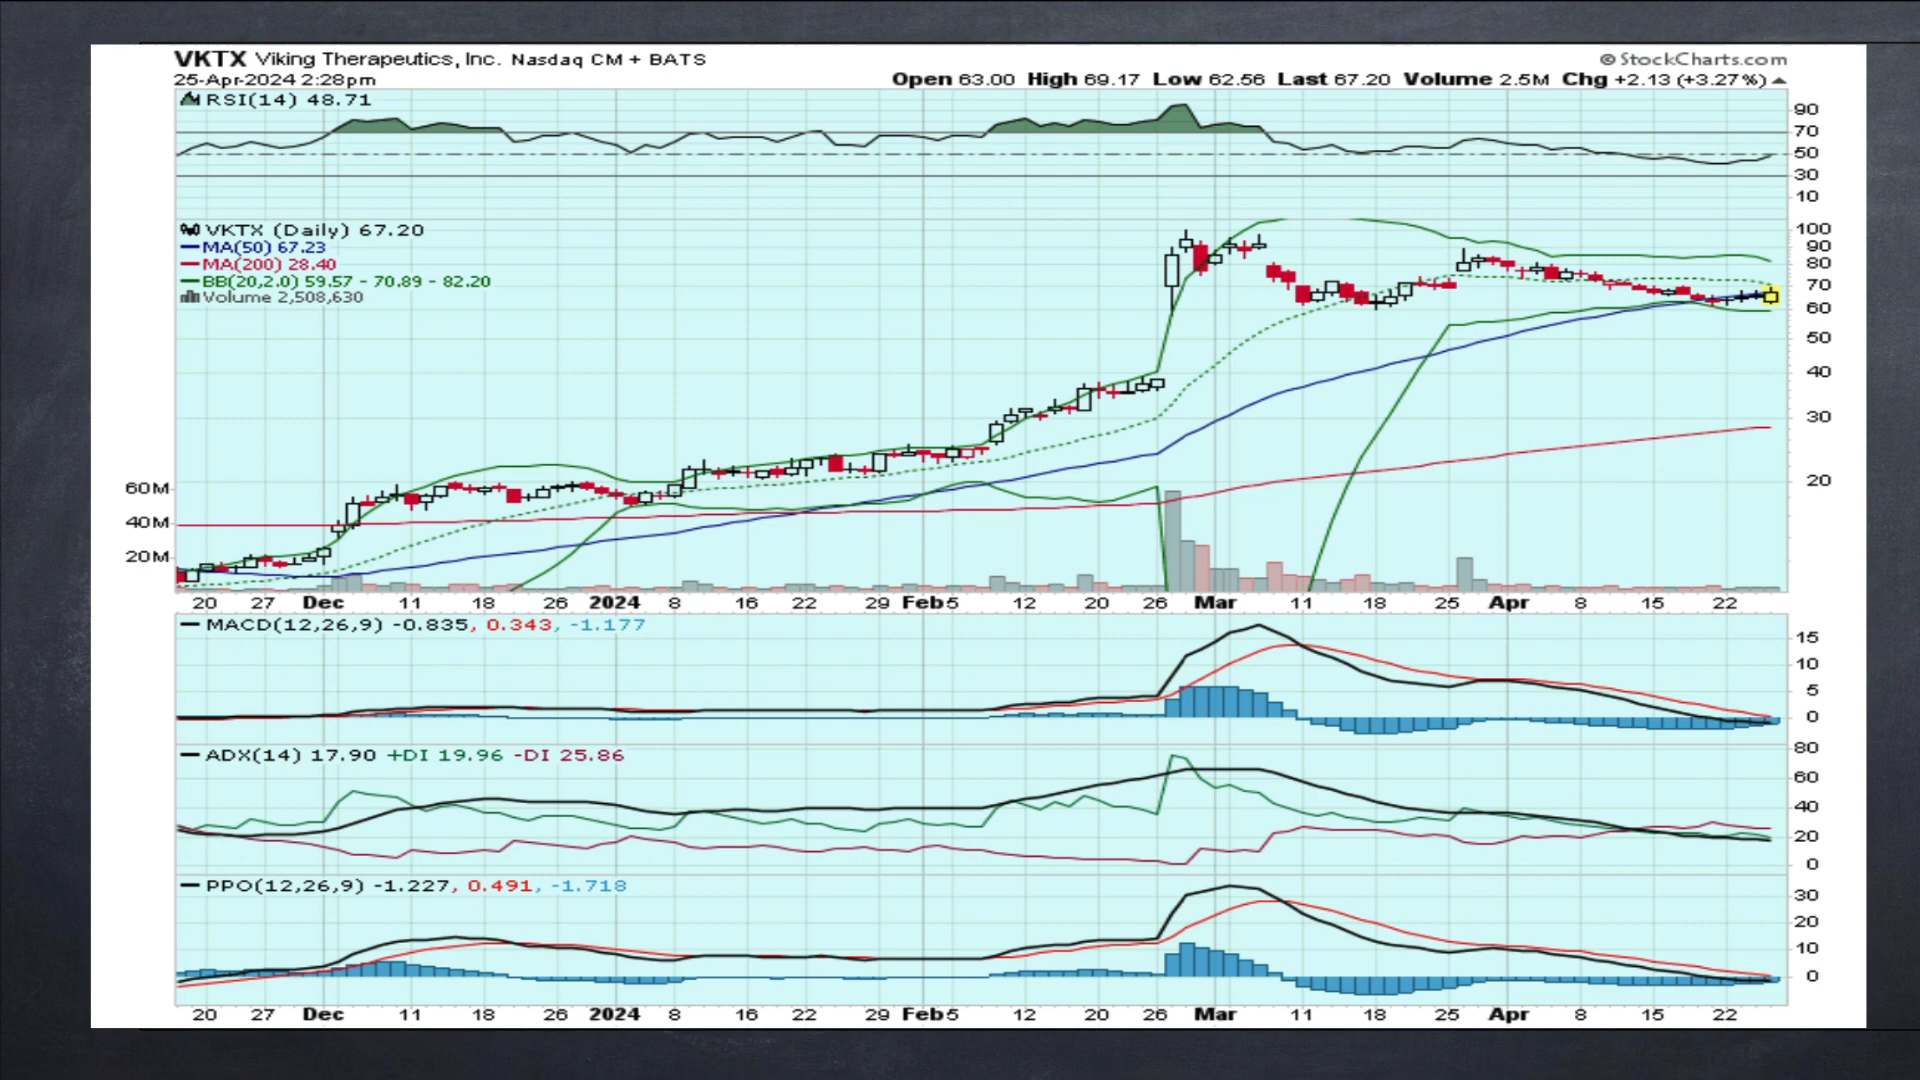 VKTX Viking Therapeutics, Inc. Nasdaq CM + BATS
© StockCharts.com
25-Apr-2024 2:28pm
Open 63.00 High 69.17 Low 62.56 Last 67.20 Volume 2.5M Chg +2.13 (+3.27%)
RSI(14) 48.71
90
70
50
30
10
VKTX (Daily) 67.20
MA(50) 67.23
MA(200) 28.40
BB(20,2.0) 59.57 - 70.89 - 82.20
Volume 2,508,630
100
90
80
70
60
50
40
30
20
60M
40M
20M
20 27 Dec 11 18 26 2024 8 16 22 29 Feb 5 12 20 26 Mar 11 18 25 Apr 8 15 22
MACD(12,26,9) -0.835, 0.343, -1.177
15
10
5
0
ADX(14) 17.90 +DI 19.96 -DI 25.86
80
60
40
20
0
PPO(12,26,9) -1.227, 0.491, -1.718
30
20
10
0
20 27 Dec 11 18 26 2024 8 16 22 29 Feb 5 12 20 26 Mar 11 18 25 Apr 8 15 22